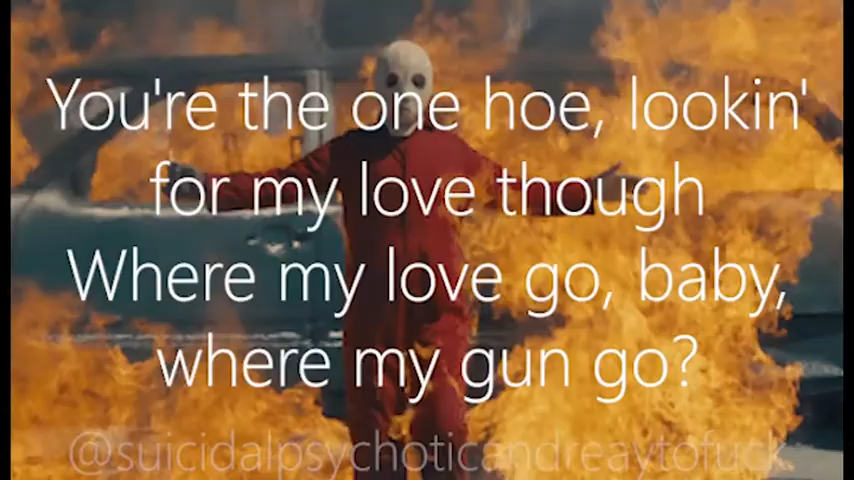 You're the one hoe, lookin'
for my love though
Where my love go, baby,
where my gun go?
@suicidalpsychoticandreaytofuck